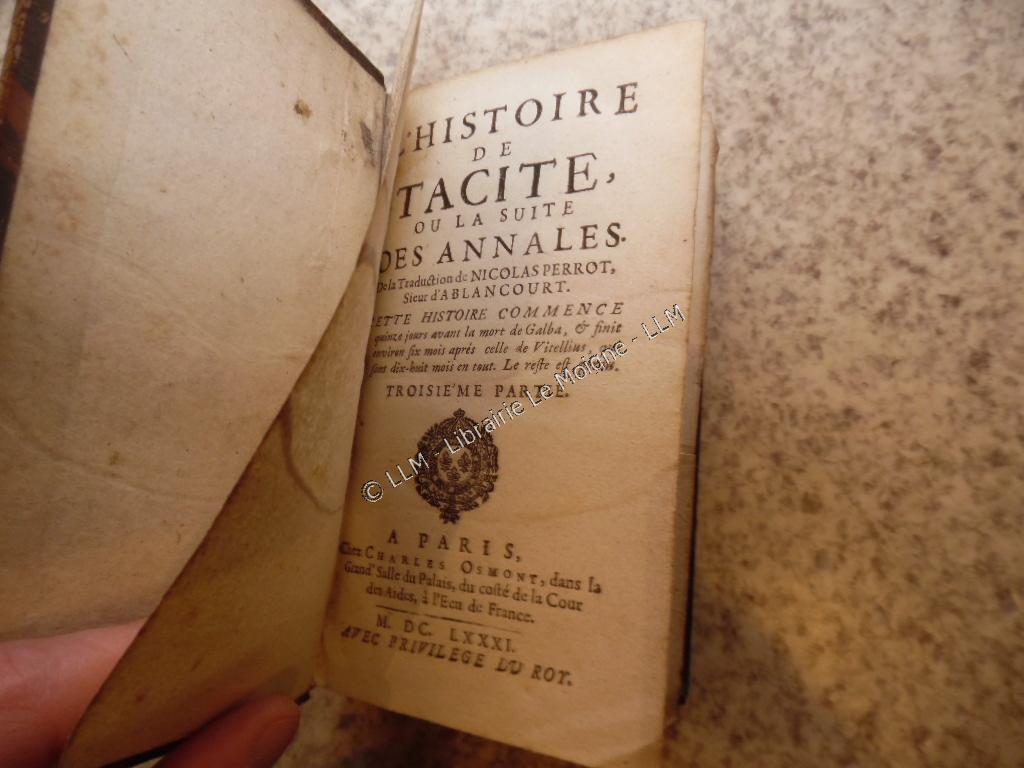 L'HISTOIRE
DE
TACITE,
OU LA SUITE
DES ANNALES.
De la Traduction de NICOLAS PERROT,
Sieur d'ABLANCOURT.
CETTE HISTOIRE COMMENCE
quinze jours avant la mort de Galba, & finit
environ six mois aprés celle de Vitellius,
sont dix-huit mois en tout. Le reste est
TROISIE'ME PARTIE.
© LLM - Librairie Le Moigne - LLM
A PARIS,
Chez CHARLES OSMONT, dans la
Grand' Salle du Palais, du costé de la Cour
des Aides, à l'Ecu de France.
M. DC. LXXXI.
AVEC PRIVILEGE DU ROY.